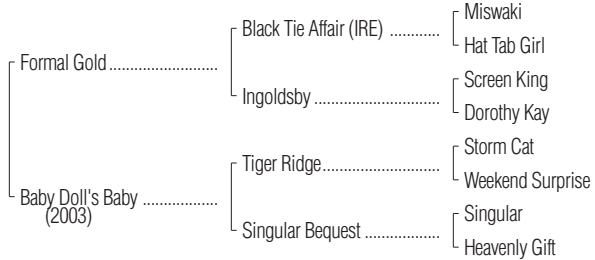 Miswaki
Black Tie Affair (IRE) ............
Hat Tab Girl
Formal Gold ..........................
Screen King
Ingoldsby ..............................
Dorothy Kay
Storm Cat
Tiger Ridge............................
Weekend Surprise
Baby Doll's Baby ..................
(2003)
Singular
Singular Bequest ..................
Heavenly Gift